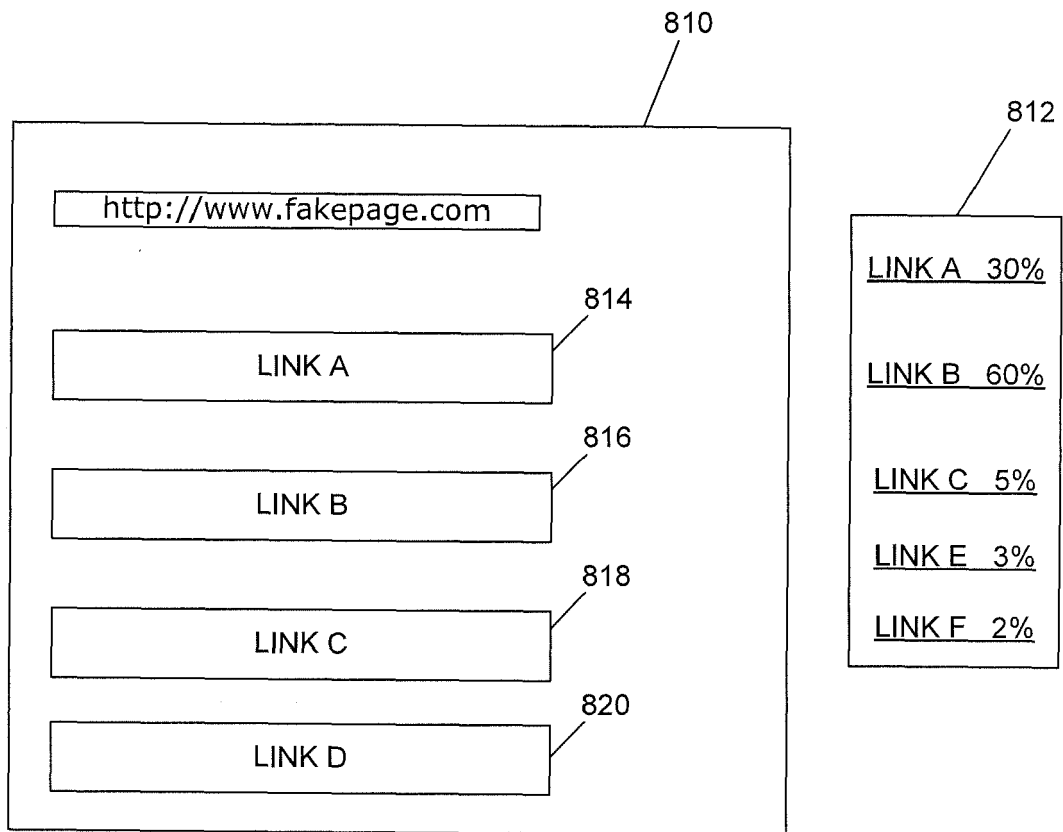 810
812
http://www.fakepage.com
LINK A 30%
814
LINK A
LINK B 60%
816
LINK B
LINK C 5%
818
LINK E 3%
LINK C
LINK F 2%
820
LINK D